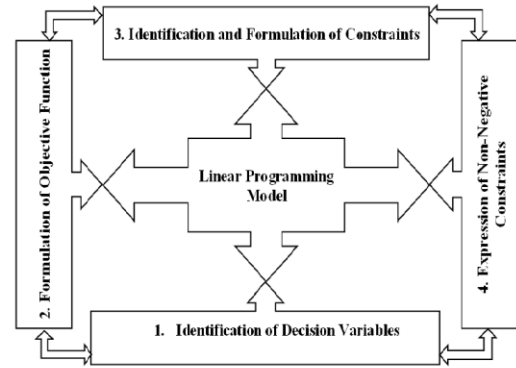 3. Identification and Formulation of Constraints
2. Formulation of Objective Function
Linear Programming
Model
4. Expression of Non-Negative
Constraints
1. Identification of Decision Variables